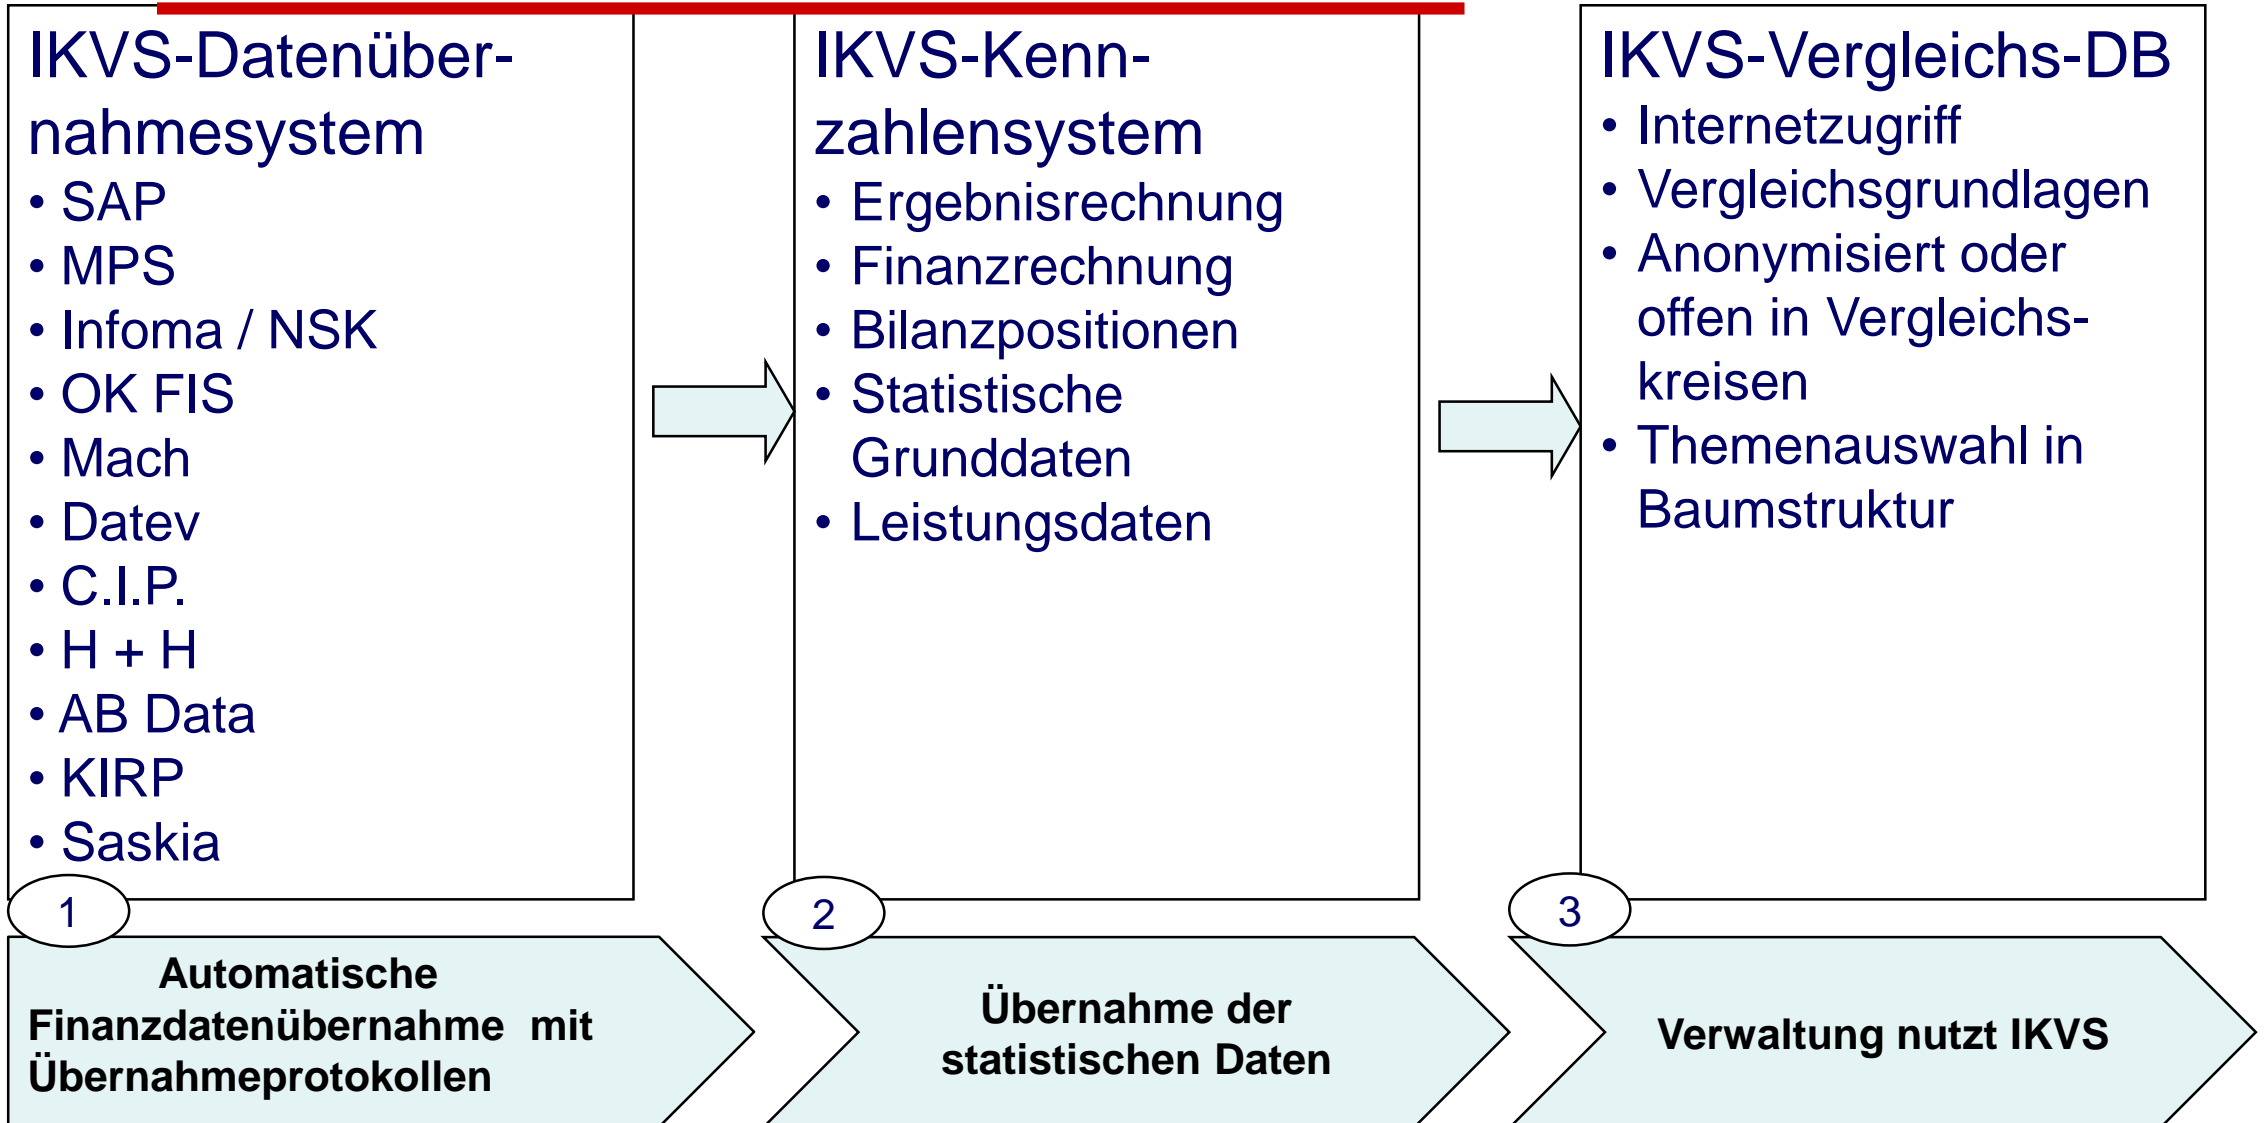 IKVS-Datenüber-
nahmesystem
• SAP
• MPS
• Infoma / NSK
• OK FIS
• Mach
• Datev
• C.I.P.
• H + H
• AB Data
• KIRP
• Saskia
IKVS-Kenn-
zahlensystem
• Ergebnisrechnung
• Finanzrechnung
• Bilanzpositionen
• Statistische
Grunddaten
• Leistungsdaten
IKVS-Vergleichs-DB
• Internetzugriff
• Vergleichsgrundlagen
• Anonymisiert oder
offen in Vergleichs-
kreisen
• Themenauswahl in
Baumstruktur
1
Automatische
Finanzdatenübernahme mit
Übernahmeprotokollen
2
Übernahme der
statistischen Daten
3
Verwaltung nutzt IKVS